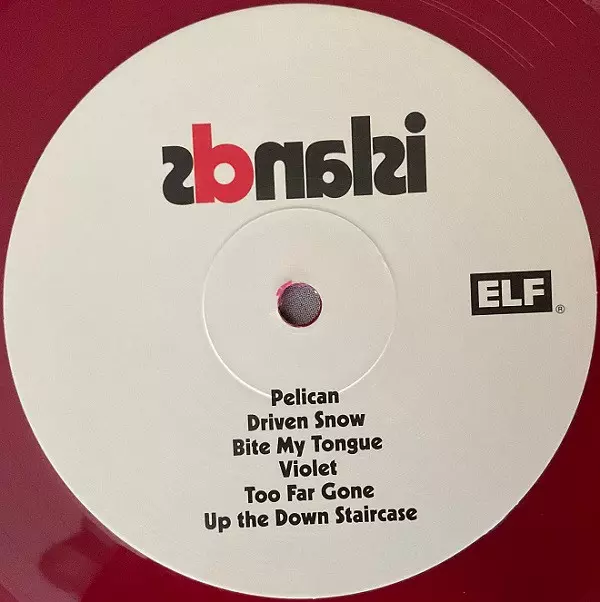 islands
ELF
®
Pelican
Driven Snow
Bite My Tongue
Violet
Too Far Gone
Up the Down Staircase